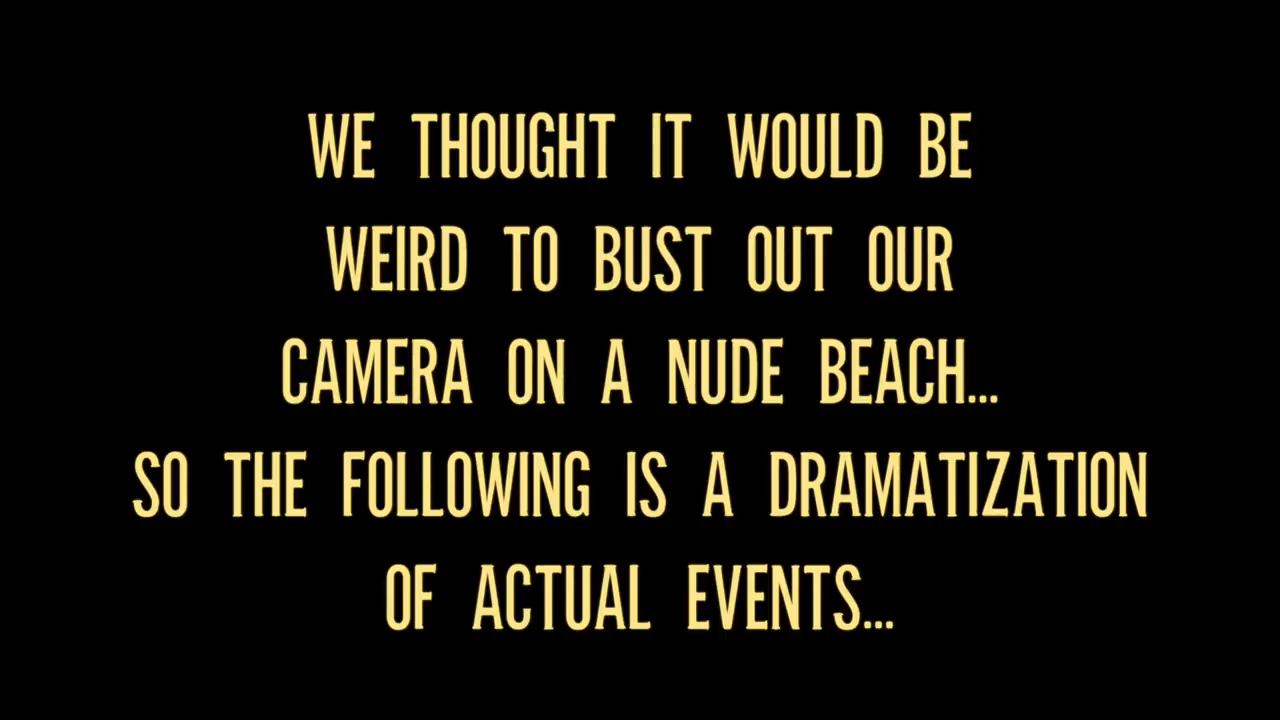 WE THOUGHT IT WOULD BE
WEIRD TO BUST OUT OUR
CAMERA ON A NUDE BEACH...
SO THE FOLLOWING IS A DRAMATIZATION
OF ACTUAL EVENTS...